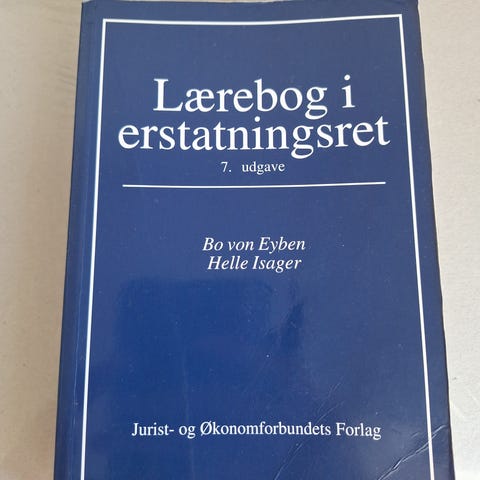 Lærebog i
erstatningsret
7. udgave
Bo von Eyben
Helle Isager
Jurist- og Økonomforbundets Forlag